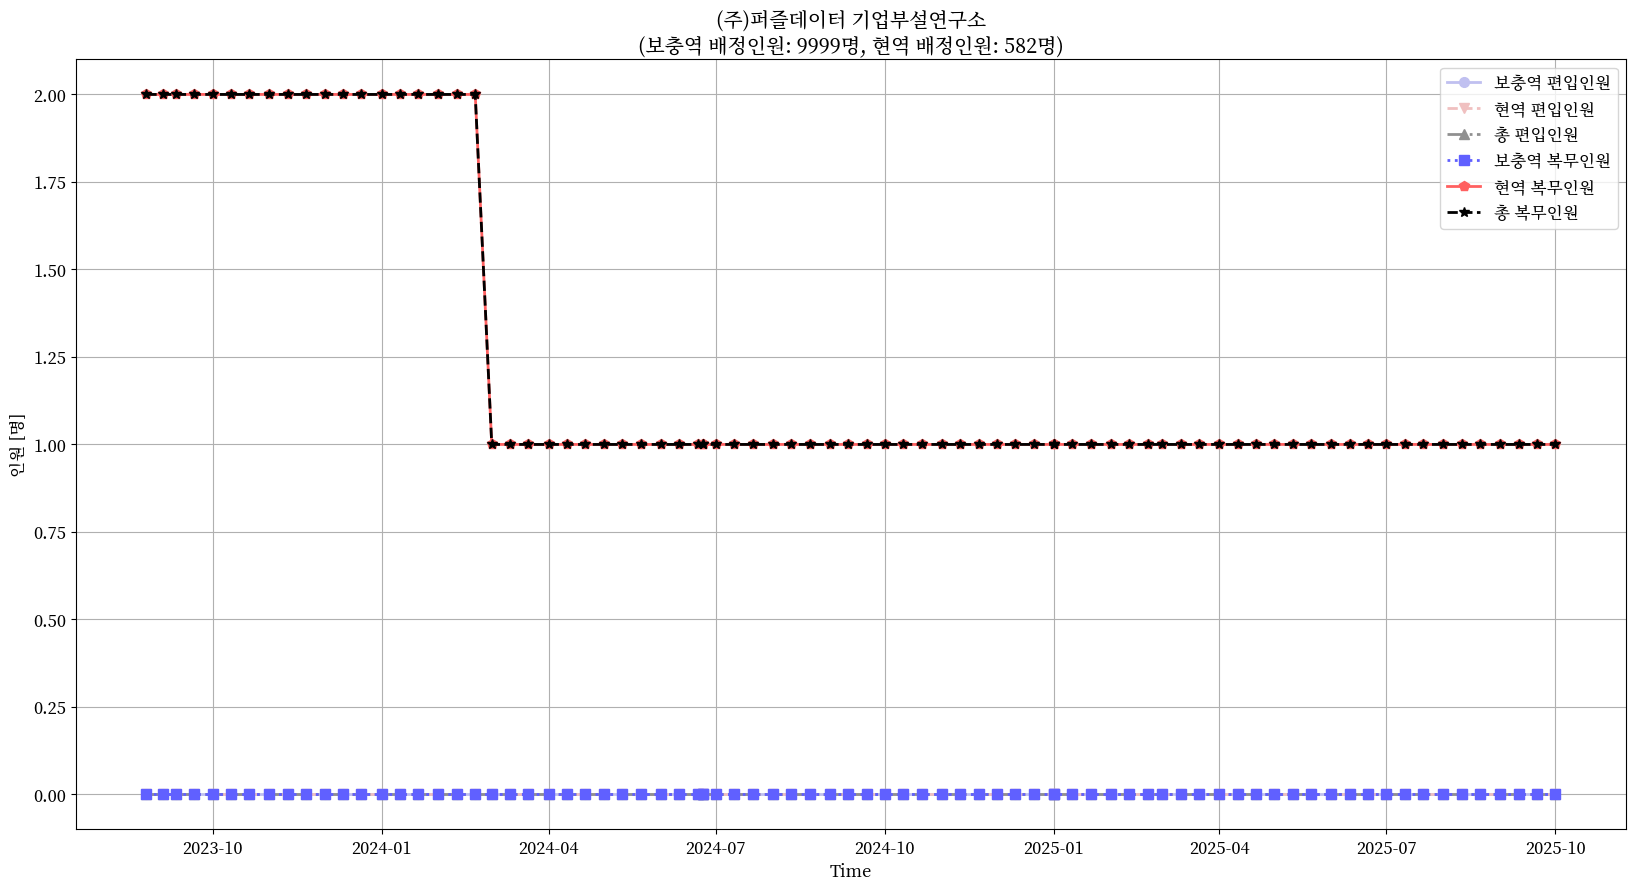 (주)퍼즐데이터 기업부설연구소
(보충역 배정인원: 9999명, 현역 배정인원: 582명)
보충역 편입인원
현역 편입인원
총 편입인원
보충역 복무인원
현역 복무인원
총 복무인원
인원 [명]
2.00
1.75
1.50
1.25
1.00
0.75
0.50
0.25
0.00
2023-10
2024-01
2024-04
2024-07
2024-10
2025-01
2025-04
2025-07
2025-10
Time